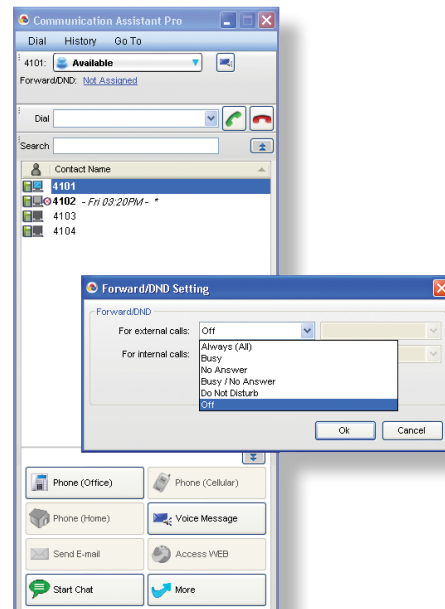 Communication Assistant Pro
Dial History Go To
4101: Available
Forward/DND: Not Assigned
Dial
Search
Contact Name
4101
4102 - Fri 03:20PM - *
4103
4104
Forward/DND Setting
Forward/DND
For external calls: Off
For internal calls:
Always (All)
Busy
No Answer
Busy / No Answer
Do Not Disturb
Off
Ok Cancel
Phone (Office) Phone (Cellular)
Phone (Home) Voice Message
Send E-mail Access WEB
Start Chat More